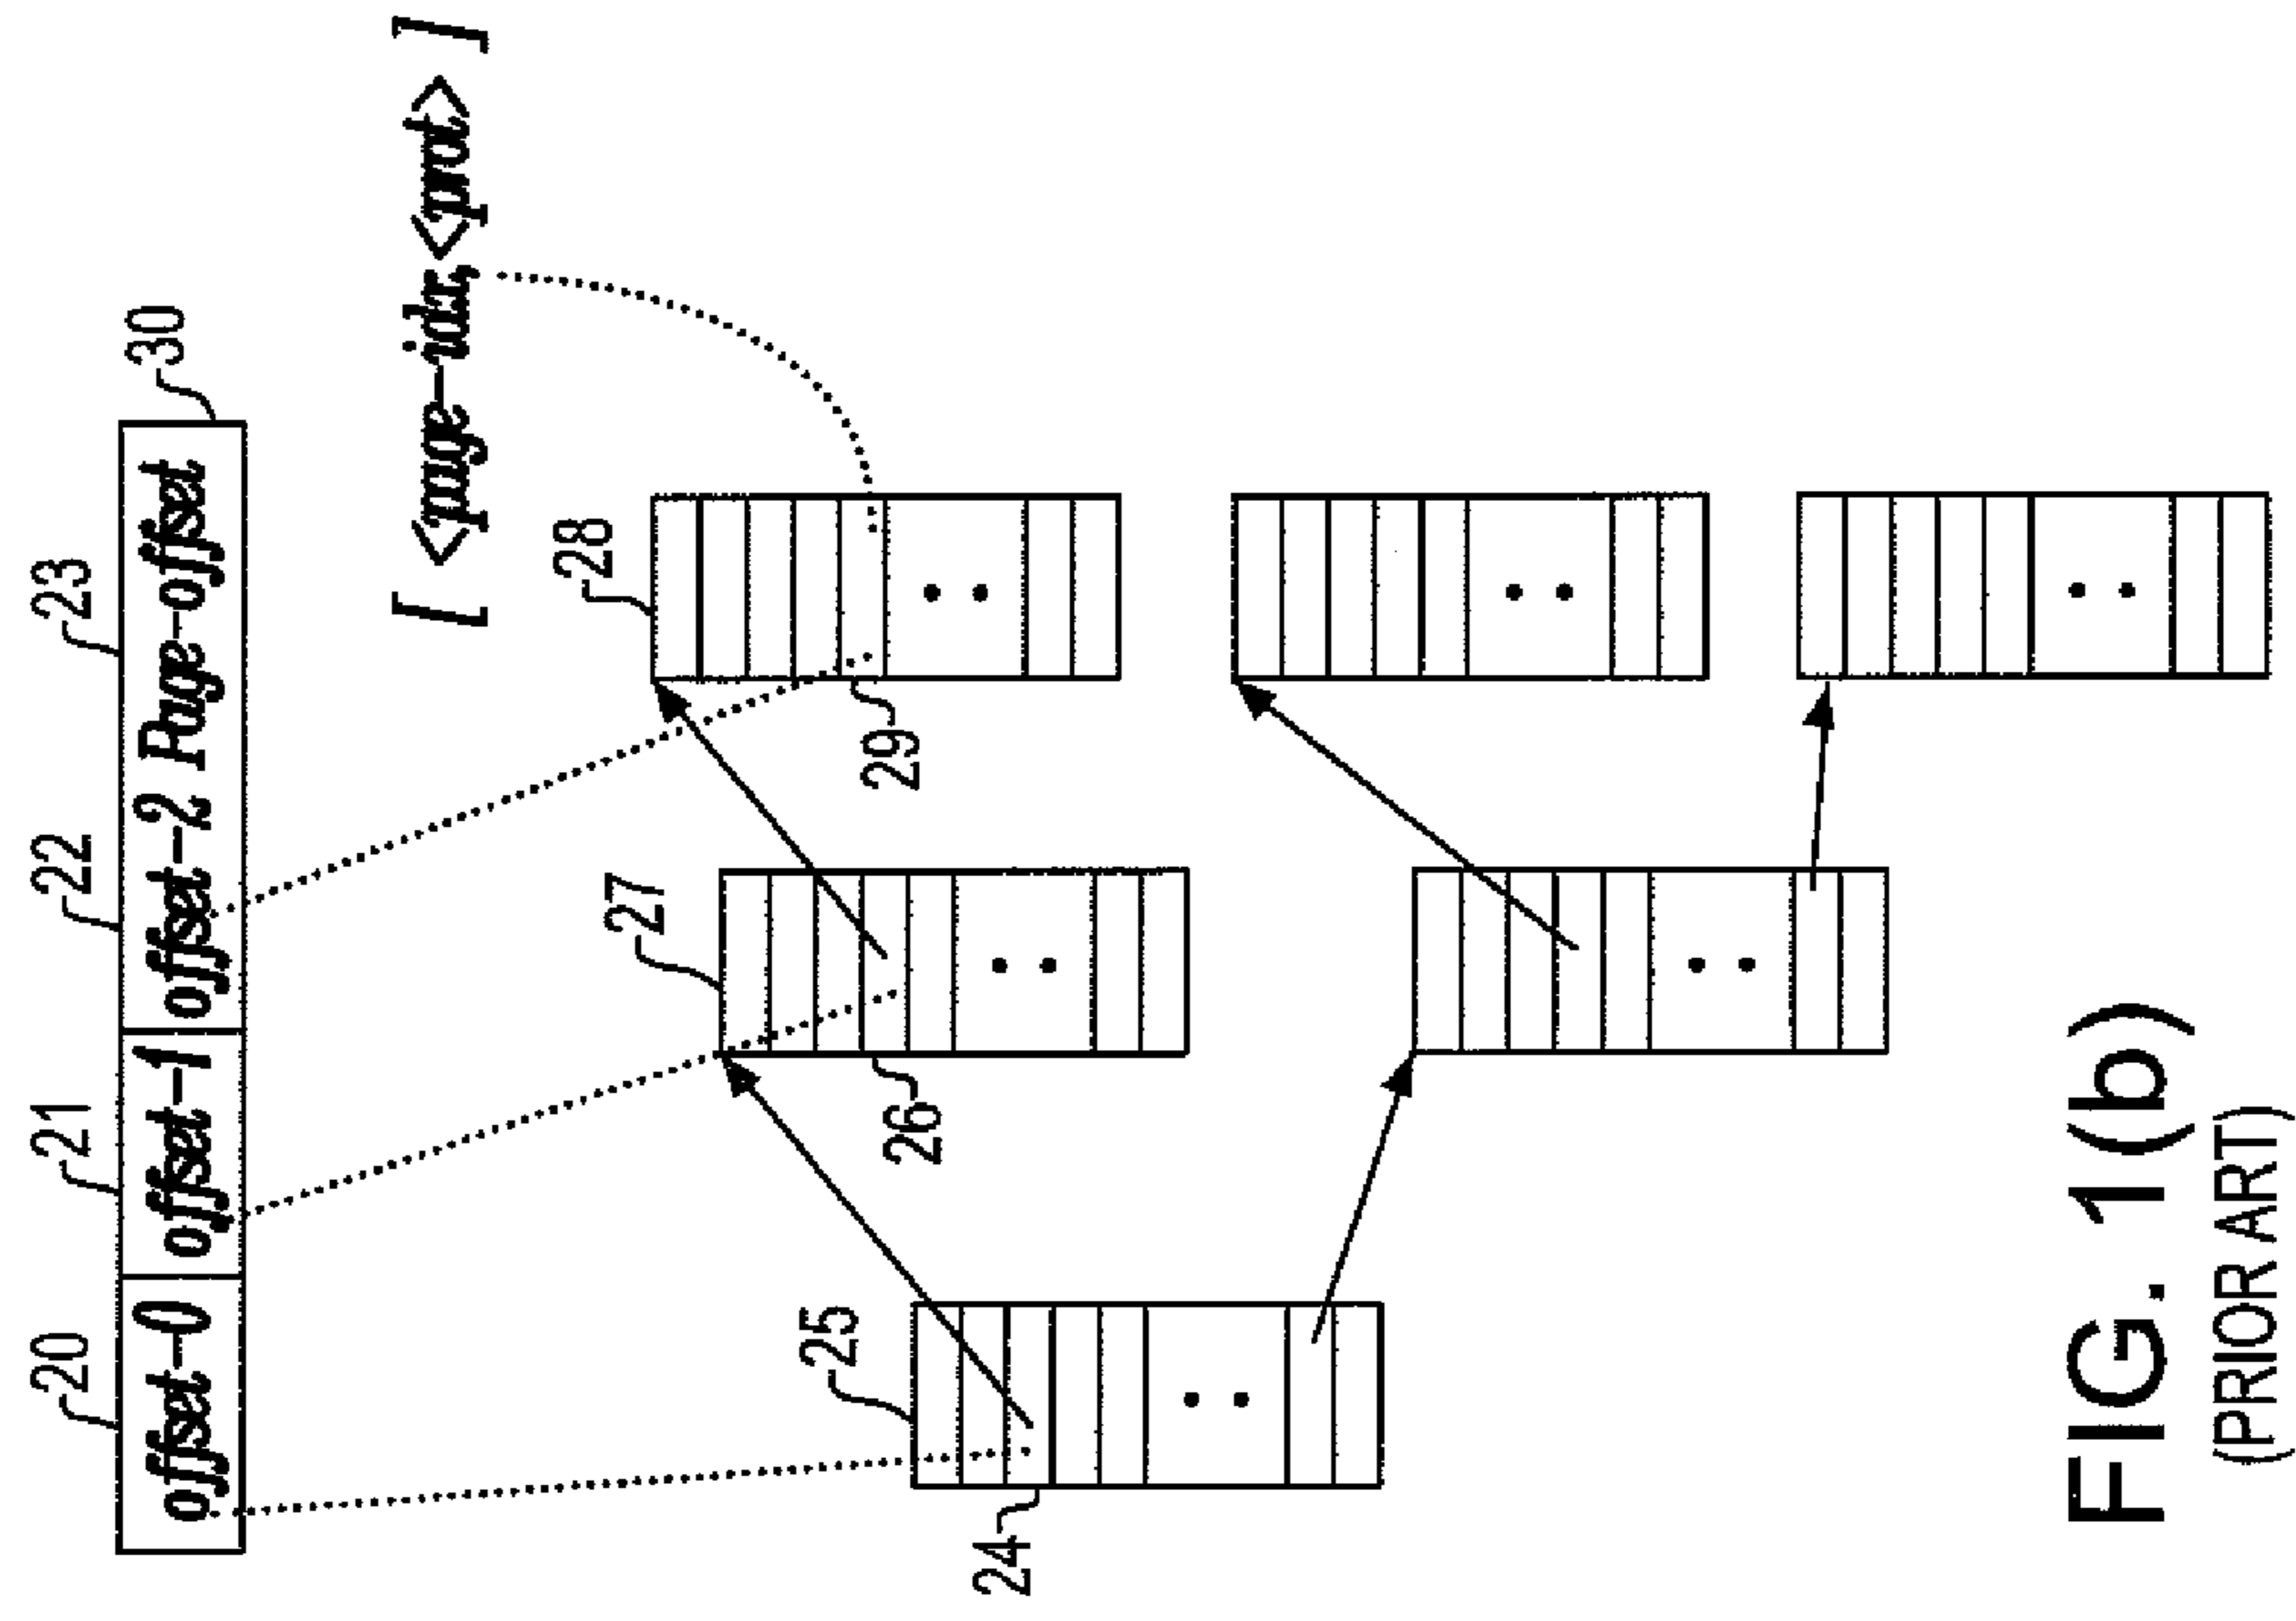 20 21 22 23
offset-0 offset-1 offset-2 Page-offset
30
[ <page-idx, <prot> ]
25 27 28
24 26 29
FIG. 1(b)
(PRIOR ART)